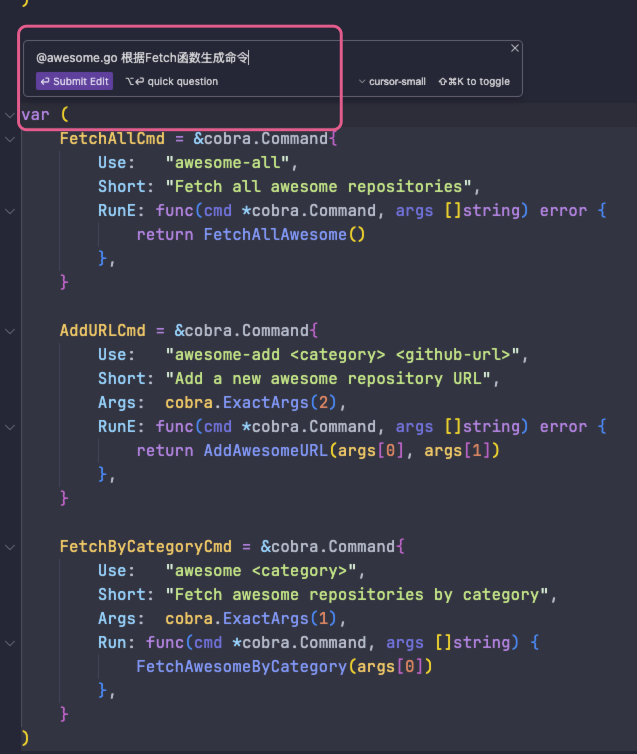 )
@awesome.go 根据Fetch函数生成命令
⏎ Submit Edit ⌥⏎ quick question cursor-small ⇧⌘K to toggle
var (
    FetchAllCmd = &cobra.Command{
        Use:   "awesome-all",
        Short: "Fetch all awesome repositories",
        RunE: func(cmd *cobra.Command, args []string) error {
            return FetchAllAwesome()
        },
    }

    AddURLCmd = &cobra.Command{
        Use:   "awesome-add <category> <github-url>",
        Short: "Add a new awesome repository URL",
        Args:  cobra.ExactArgs(2),
        RunE: func(cmd *cobra.Command, args []string) error {
            return AddAwesomeURL(args[0], args[1])
        },
    }

    FetchByCategoryCmd = &cobra.Command{
        Use:   "awesome <category>",
        Short: "Fetch awesome repositories by category",
        Args:  cobra.ExactArgs(1),
        Run: func(cmd *cobra.Command, args []string) {
            FetchAwesomeByCategory(args[0])
        },
    }
)